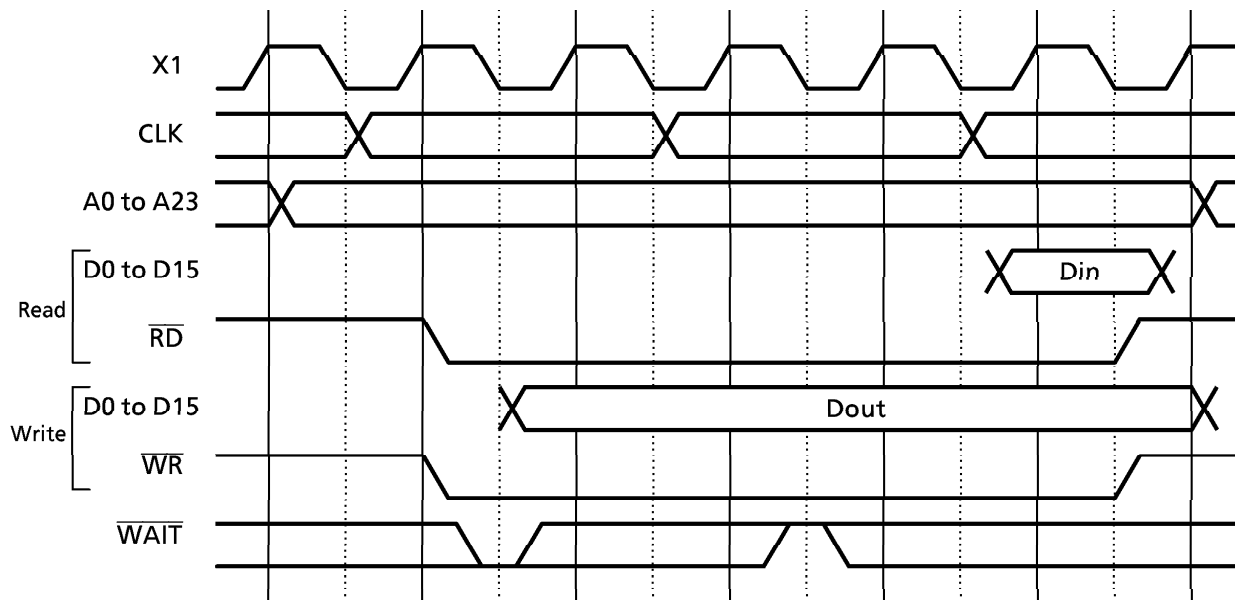 X1
CLK
A0 to A23
D0 to D15
Din
Read
RD
D0 to D15
Dout
Write
WR
WAIT